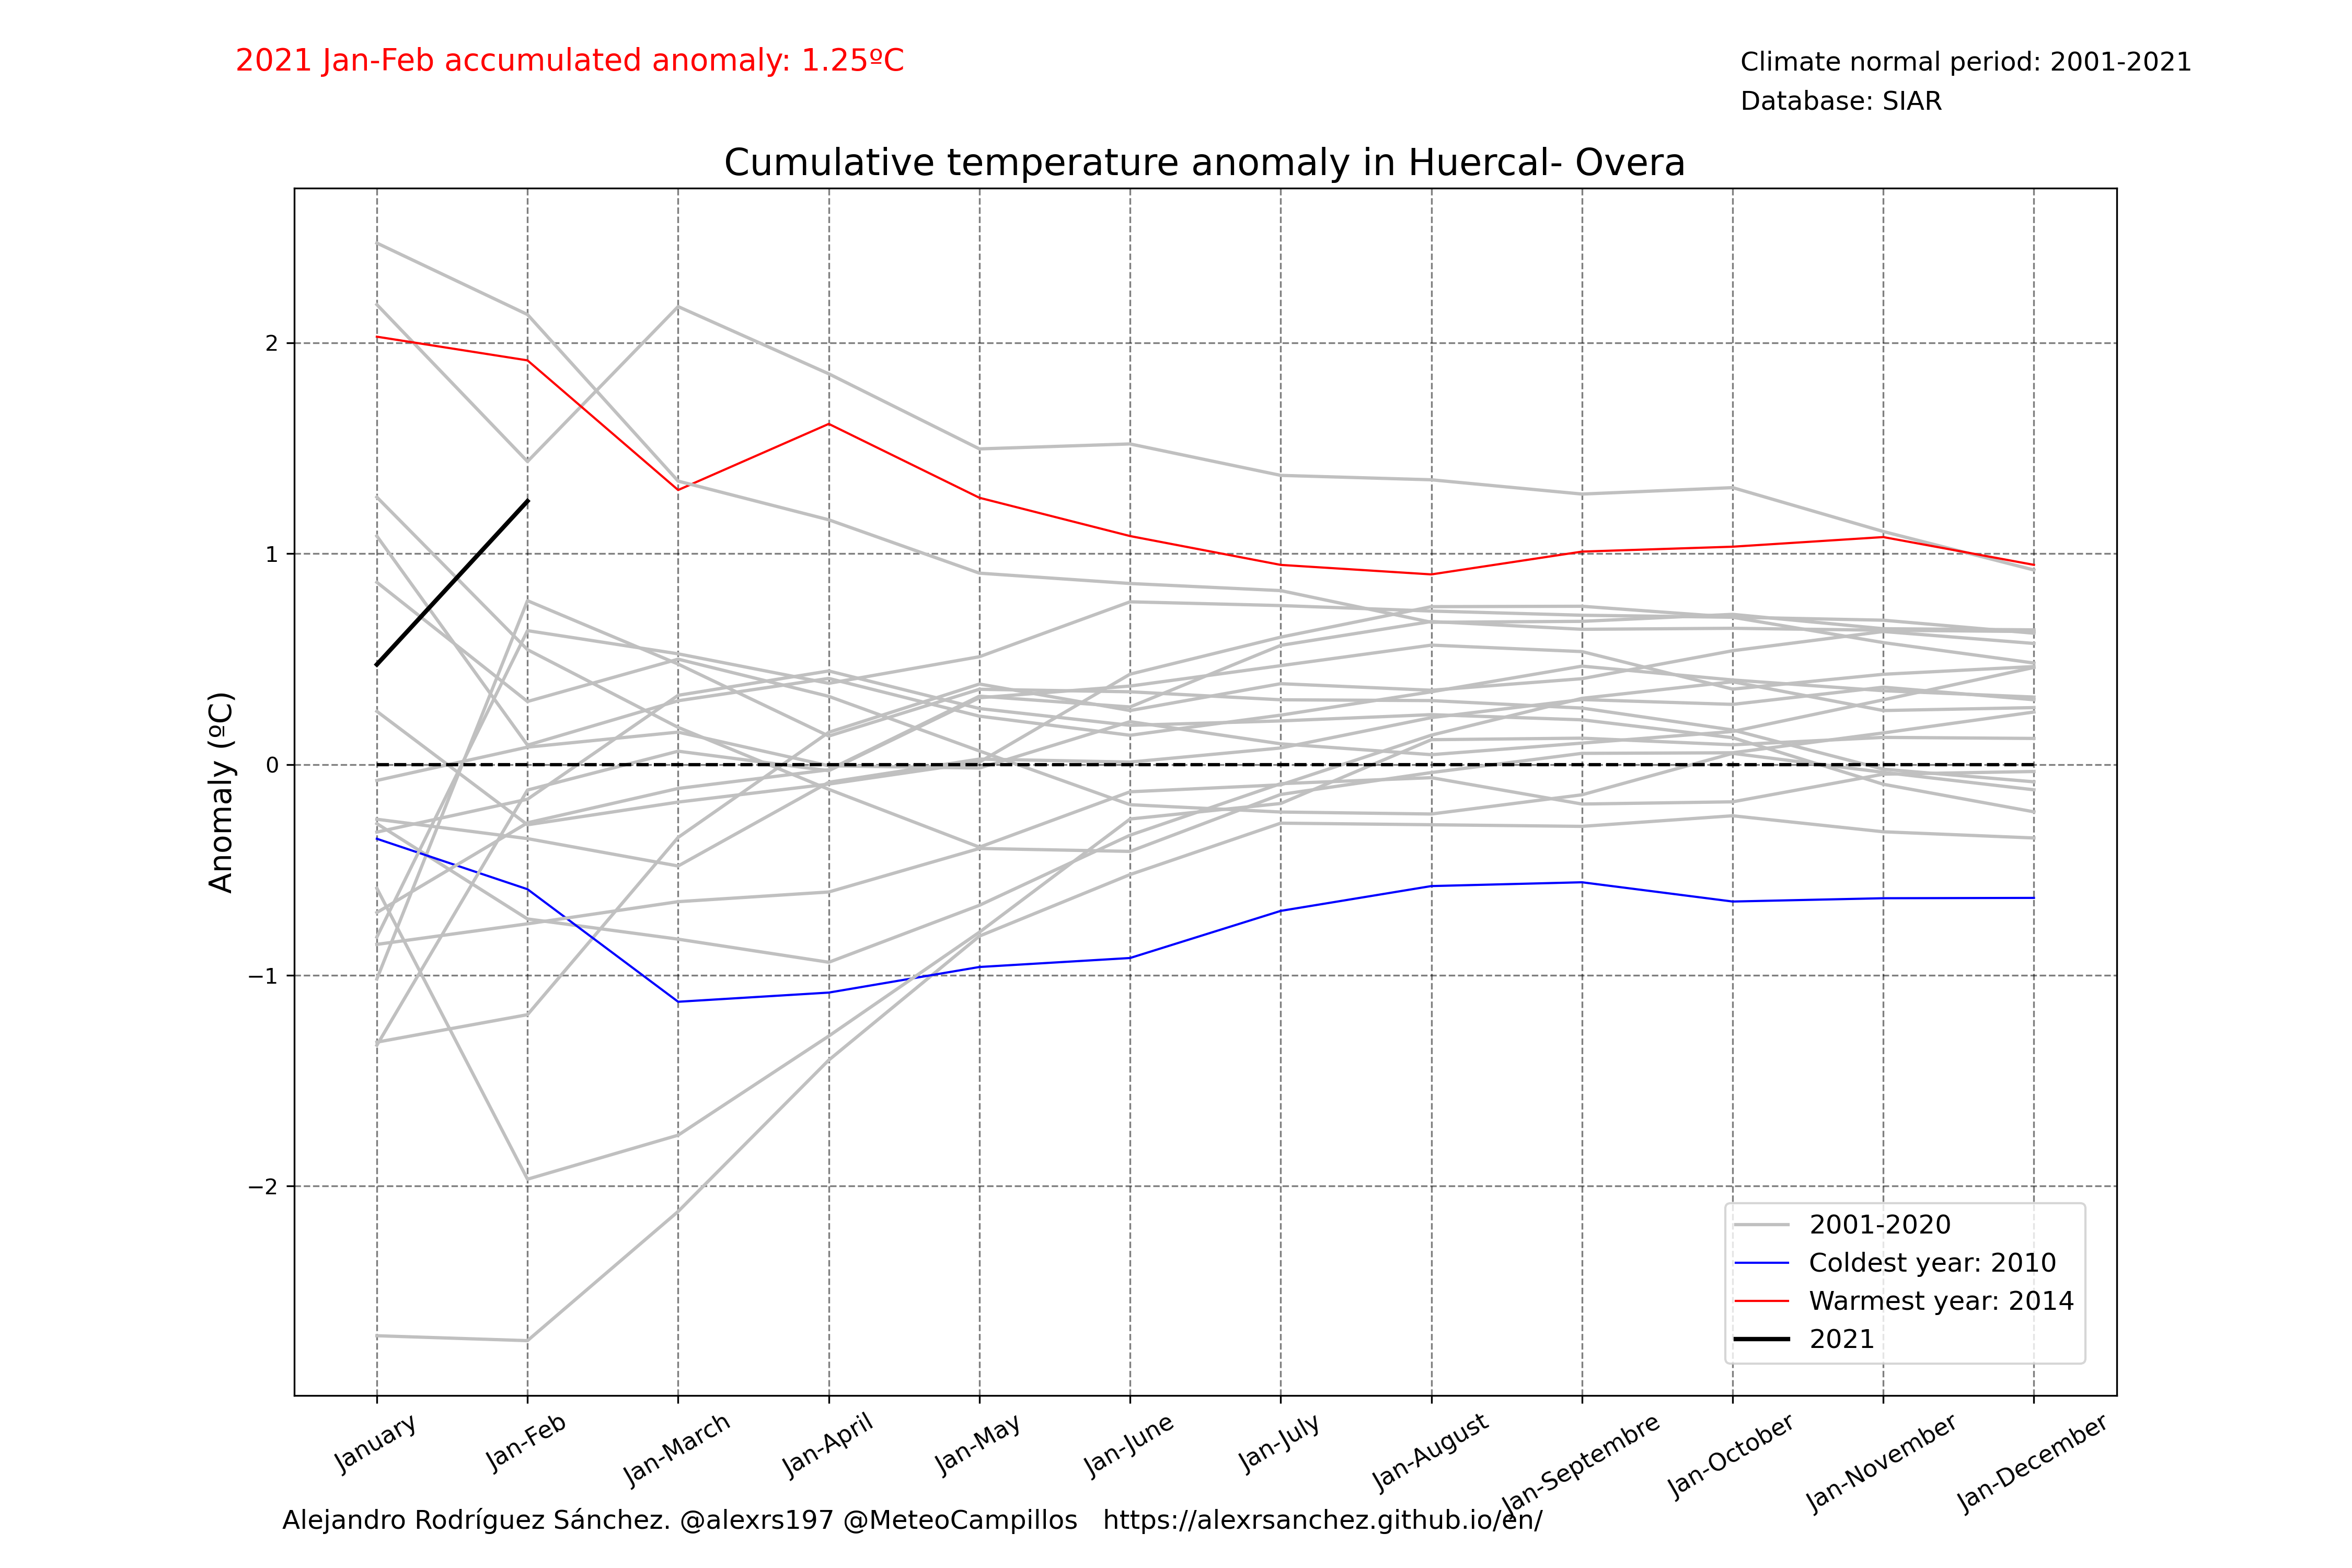 2021 Jan-Feb accumulated anomaly: 1.25ºC
Climate normal period: 2001-2021
Database: SIAR
Cumulative temperature anomaly in Huercal- Overa
Anomaly (ºC)
2
1
0
−1
−2
2001-2020
Coldest year: 2010
Warmest year: 2014
2021
January
Jan-Feb
Jan-March
Jan-April
Jan-May
Jan-June
Jan-July
Jan-August
Jan-Septembre
Jan-October
Jan-November
Jan-December
Alejandro Rodríguez Sánchez. @alexrs197 @MeteoCampillos https://alexrsanchez.github.io/en/